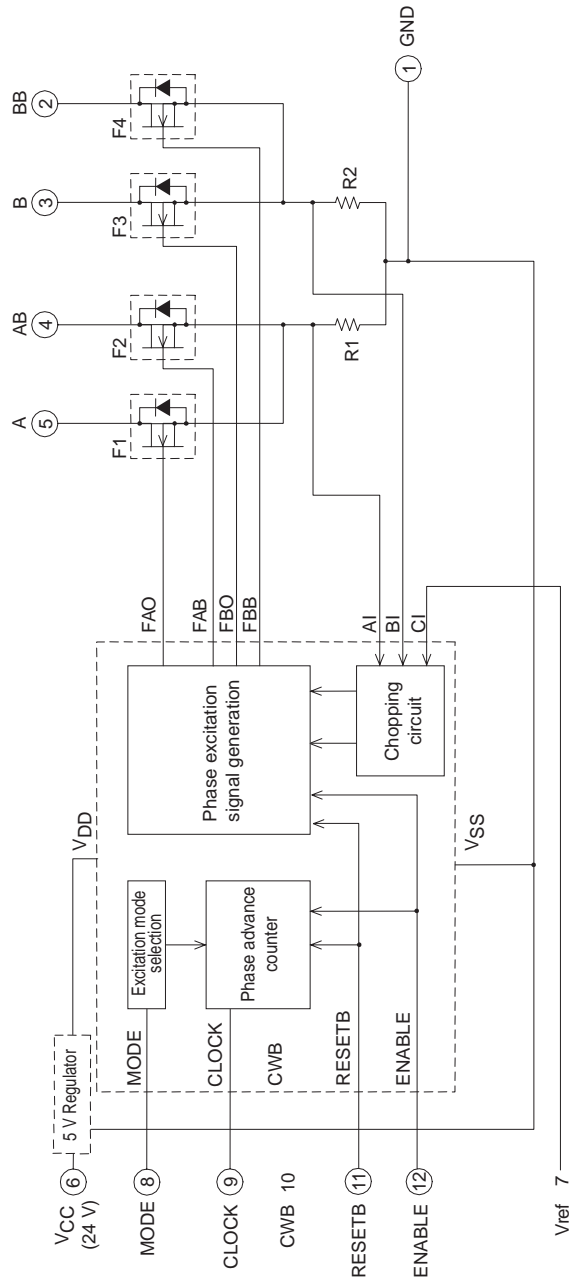 VCC
(24 V)
6
5 V Regulator
VDD
A
5
AB
4
B
3
BB
2
F1
F2
F3
F4
MODE
8
MODE
Excitation mode
selection
Phase excitation
signal generation
FAO
FAB
FBO
FBB
CLOCK
9
CLOCK
Phase advance
counter
CWB 10
CWB
RESETB
11
RESETB
ENABLE
12
ENABLE
Chopping
circuit
AI
BI
CI
R1
R2
1
GND
VSS
Vref 7